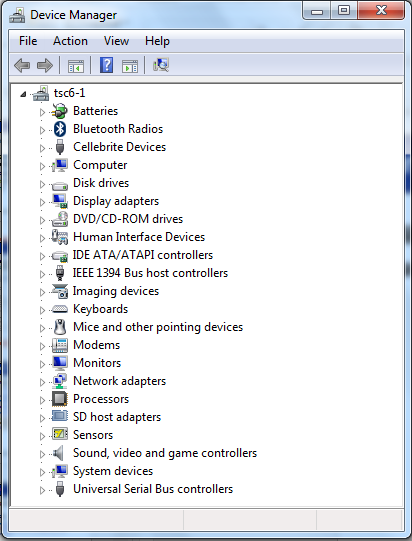 Device Manager
File Action View Help
tsc6-1
Batteries
Bluetooth Radios
Cellebrite Devices
Computer
Disk drives
Display adapters
DVD/CD-ROM drives
Human Interface Devices
IDE ATA/ATAPI controllers
IEEE 1394 Bus host controllers
Imaging devices
Keyboards
Mice and other pointing devices
Modems
Monitors
Network adapters
Processors
SD host adapters
Sensors
Sound, video and game controllers
System devices
Universal Serial Bus controllers